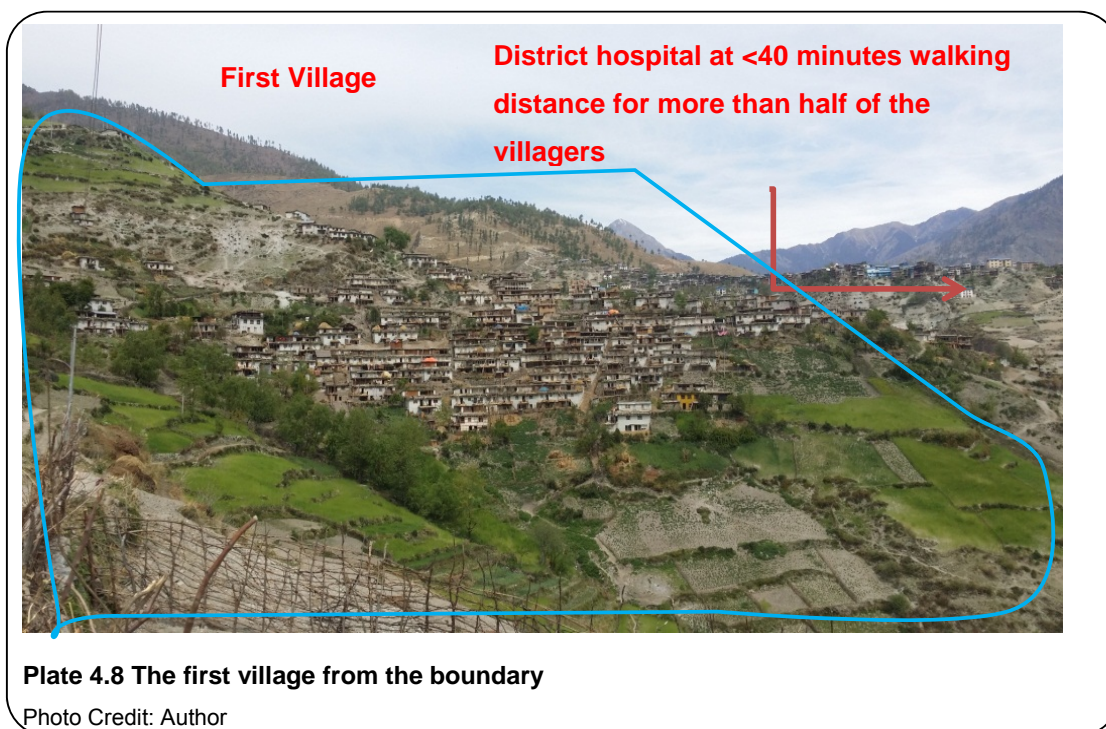 First Village
District hospital at <40 minutes walking
distance for more than half of the
villagers
Plate 4.8 The first village from the boundary
Photo Credit: Author